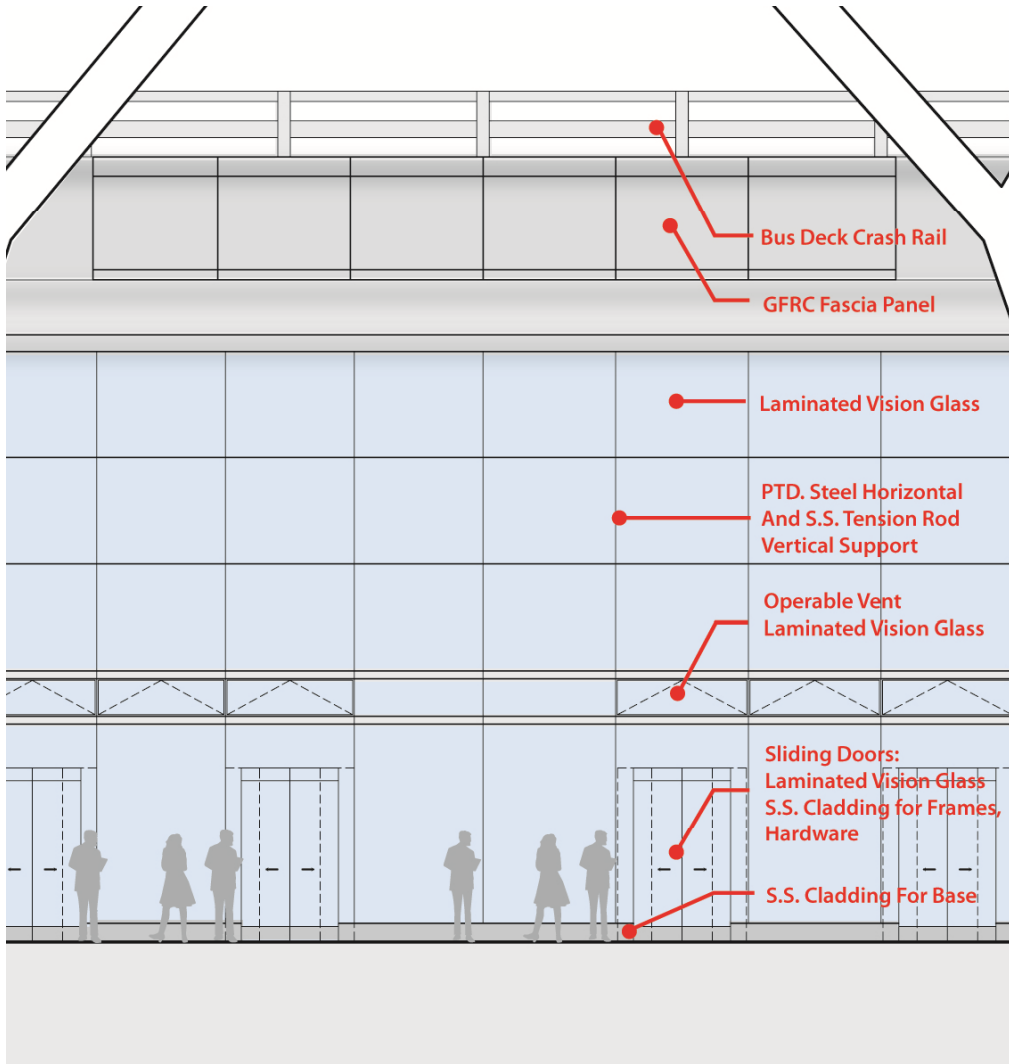 Bus Deck Crash Rail
GFRC Fascia Panel
Laminated Vision Glass
PTD. Steel Horizontal
And S.S. Tension Rod
Vertical Support
Operable Vent
Laminated Vision Glass
Sliding Doors:
Laminated Vision Glass
S.S. Cladding for Frames,
Hardware
S.S. Cladding For Base